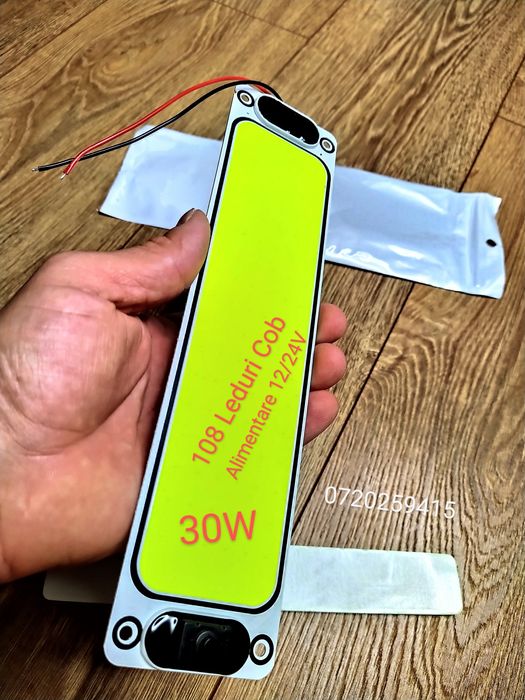 108 Leduri Cob
Alimentare 12/24V
30W
0720259415